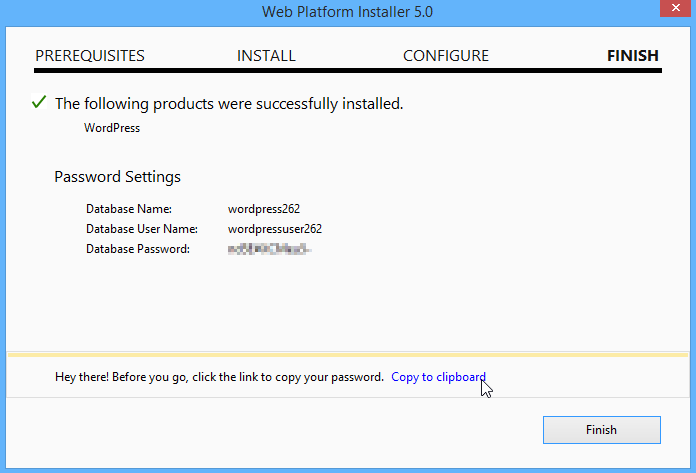 Web Platform Installer 5.0
PREREQUISITES INSTALL CONFIGURE FINISH
The following products were successfully installed.
WordPress
Password Settings
Database Name: wordpress262
Database User Name: wordpressuser262
Database Password:
Hey there! Before you go, click the link to copy your password. Copy to clipboard
Finish